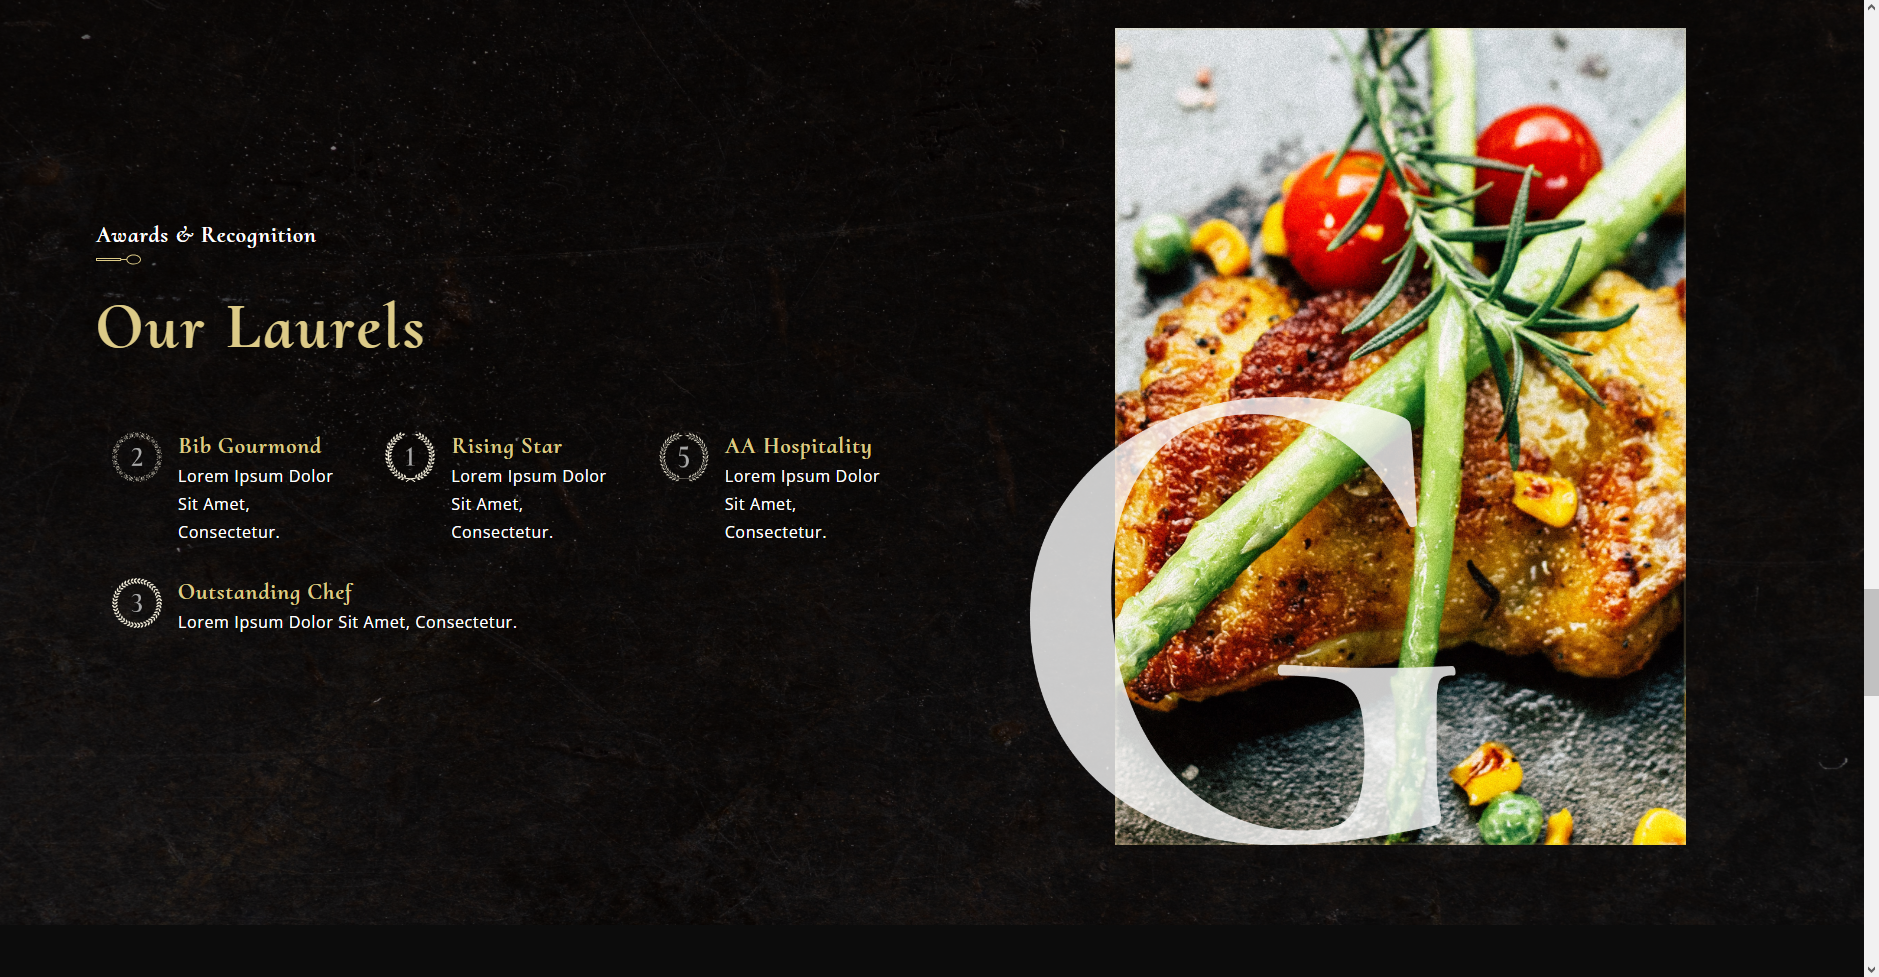 Awards & Recognition
Our Laurels
2
Bib Gourmond
Lorem Ipsum Dolor
Sit Amet,
Consectetur.
1
Rising Star
Lorem Ipsum Dolor
Sit Amet,
Consectetur.
5
AA Hospitality
Lorem Ipsum Dolor
Sit Amet,
Consectetur.
3
Outstanding Chef
Lorem Ipsum Dolor Sit Amet, Consectetur.
G